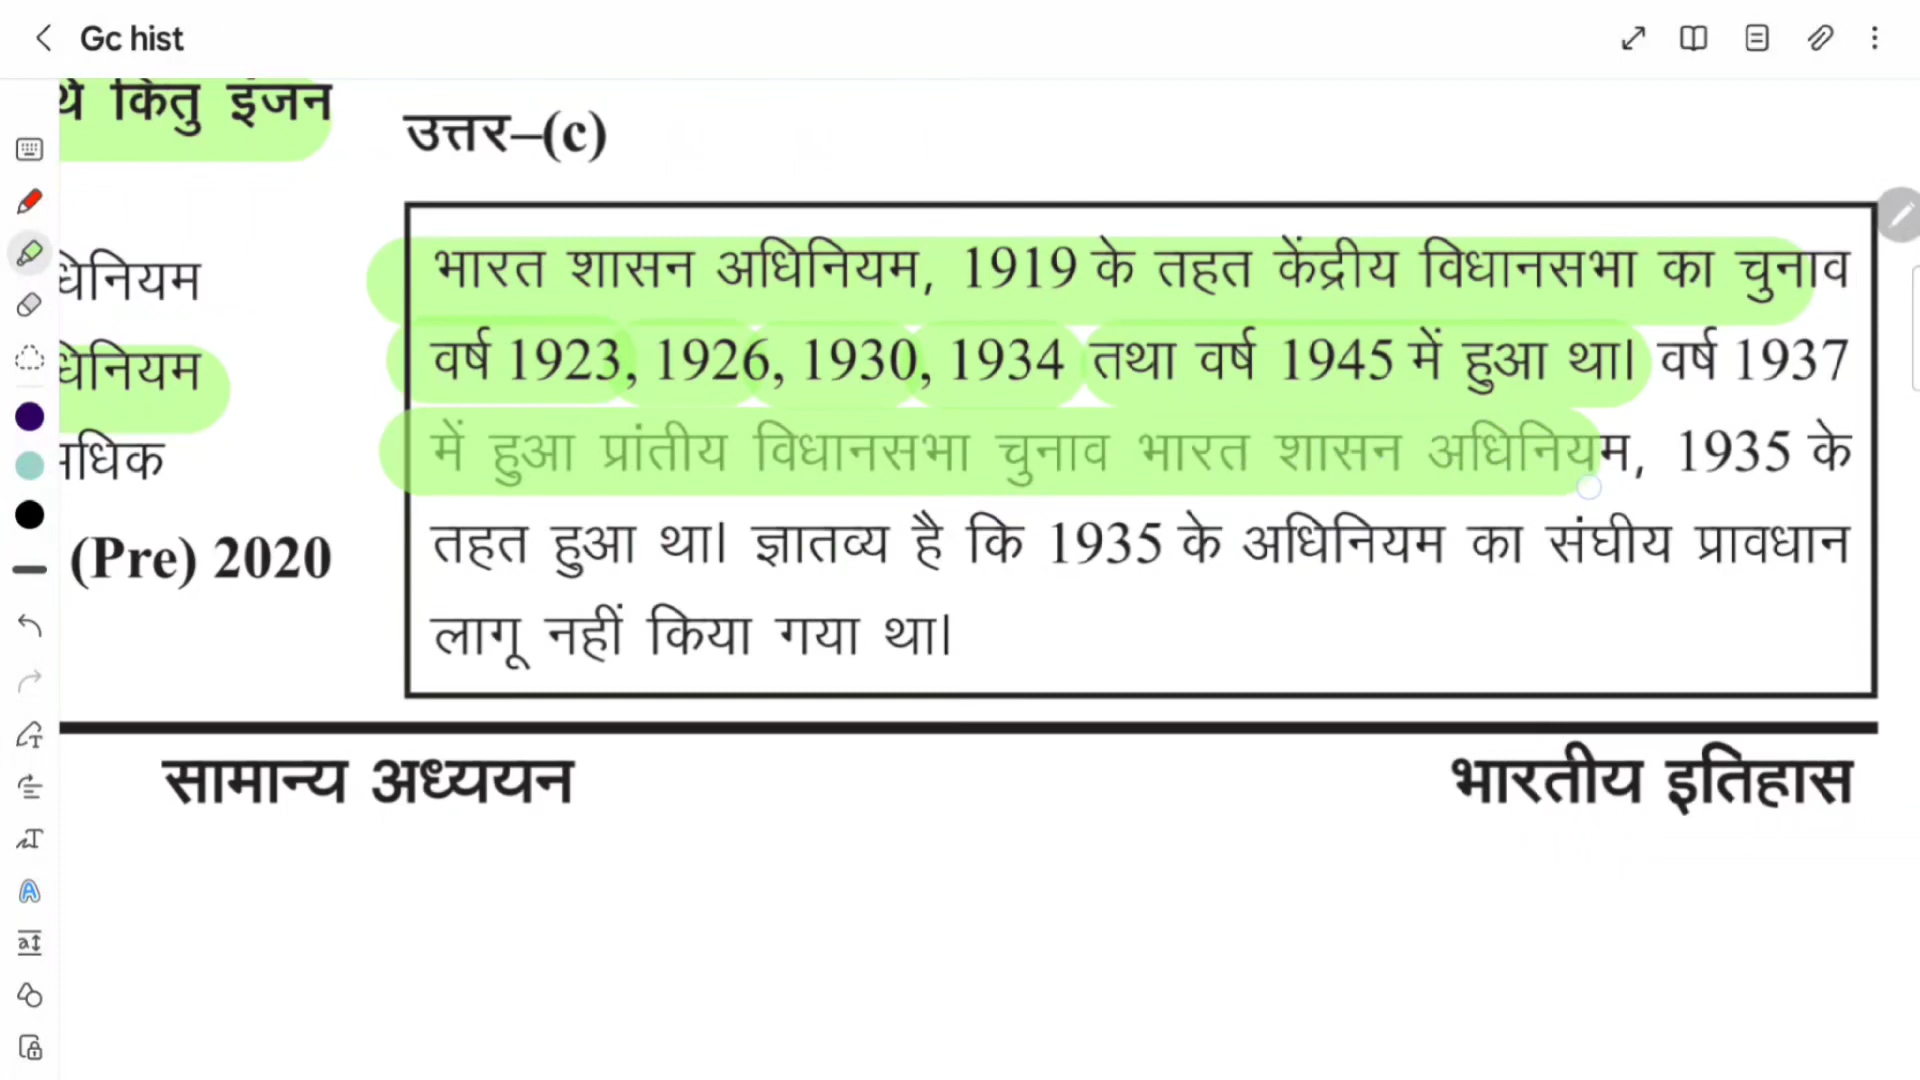 Gc hist
थे किंतु इंजन
उत्तर–(c)
धिनियम
धिनियम
धिक
(Pre) 2020
भारत शासन अधिनियम, 1919 के तहत केंद्रीय विधानसभा का चुनाव
वर्ष 1923, 1926, 1930, 1934 तथा वर्ष 1945 में हुआ था। वर्ष 1937
में हुआ प्रांतीय विधानसभा चुनाव भारत शासन अधिनियम, 1935 के
तहत हुआ था। ज्ञातव्य है कि 1935 के अधिनियम का संघीय प्रावधान
लागू नहीं किया गया था।
सामान्य अध्ययन
भारतीय इतिहास